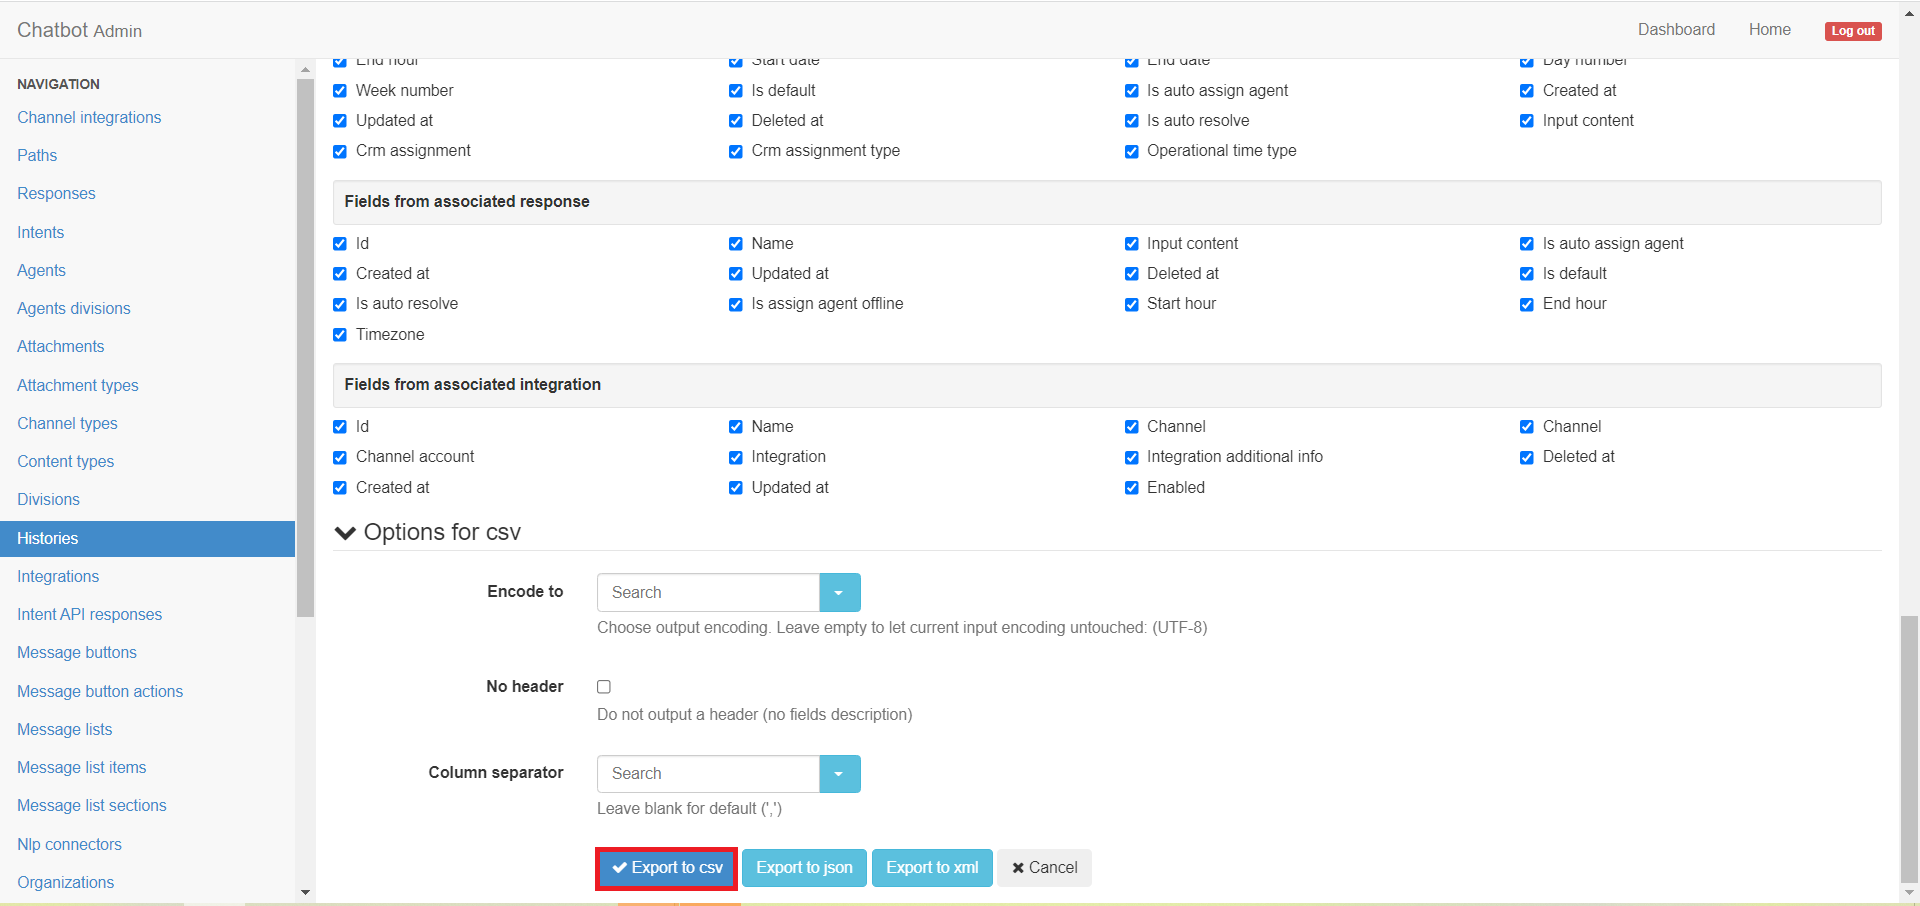 Chatbot Admin
Dashboard Home Log out
NAVIGATION
Channel integrations
Paths
Responses
Intents
Agents
Agents divisions
Attachments
Attachment types
Channel types
Content types
Divisions
Histories
Integrations
Intent API responses
Message buttons
Message button actions
Message lists
Message list items
Message list sections
Nlp connectors
Organizations
End hour Start date End date Day number
Week number Is default Is auto assign agent Created at
Updated at Deleted at Is auto resolve Input content
Crm assignment Crm assignment type Operational time type
Fields from associated response
Id Name Input content Is auto assign agent
Created at Updated at Deleted at Is default
Is auto resolve Is assign agent offline Start hour End hour
Timezone
Fields from associated integration
Id Name Channel Channel
Channel account Integration Integration additional info Deleted at
Created at Updated at Enabled
Options for csv
Encode to Search
Choose output encoding. Leave empty to let current input encoding untouched: (UTF-8)
No header
Do not output a header (no fields description)
Column separator Search
Leave blank for default (',')
Export to csv Export to json Export to xml Cancel